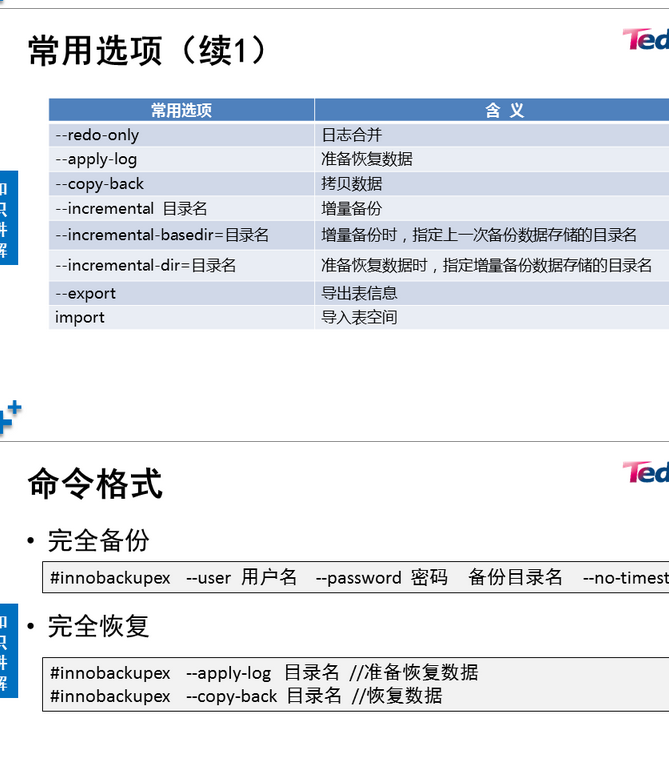 常用选项（续1）
Ted
常用选项 含 义
--redo-only 日志合并
--apply-log 准备恢复数据
--copy-back 拷贝数据
--incremental 目录名 增量备份
--incremental-basedir=目录名 增量备份时，指定上一次备份数据存储的目录名
--incremental-dir=目录名 准备恢复数据时，指定增量备份数据存储的目录名
--export 导出表信息
import 导入表空间
解
命令格式
Ted
• 完全备份
#innobackupex --user 用户名 --password 密码 备份目录名 --no-timest
• 完全恢复
#innobackupex --apply-log 目录名 //准备恢复数据
#innobackupex --copy-back 目录名 //恢复数据
解